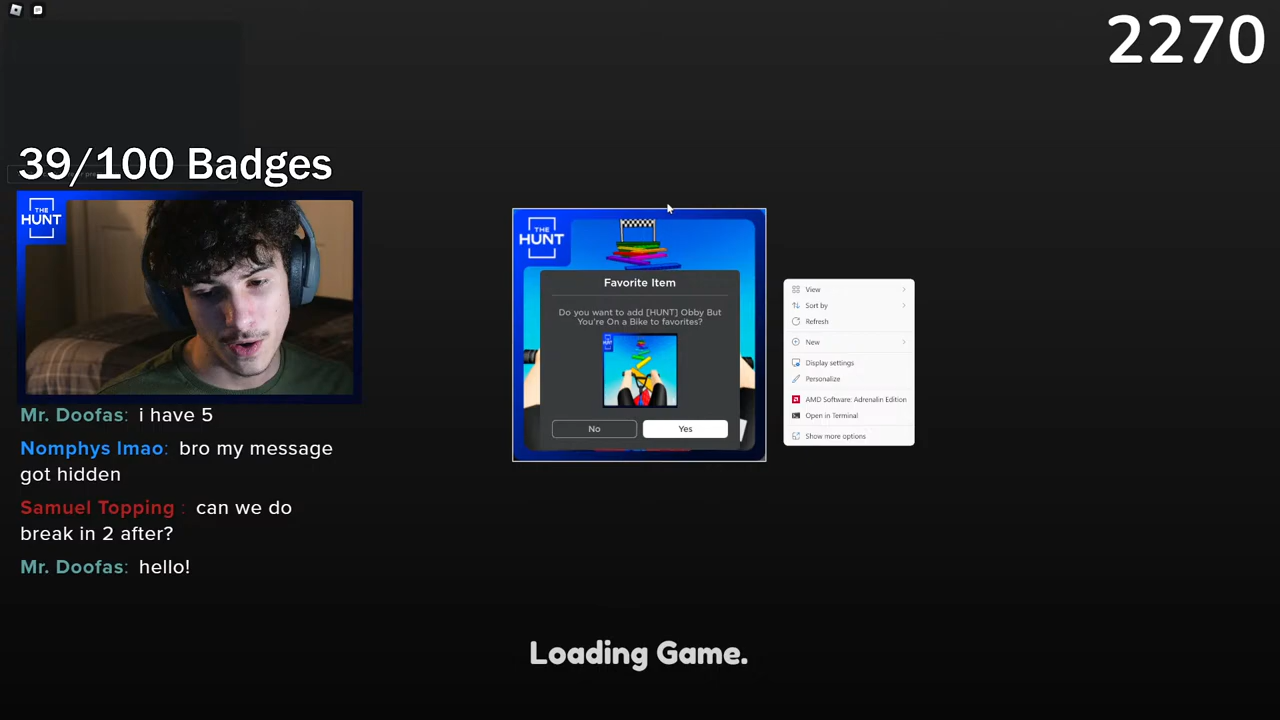 2270
39/100 Badges
THE
HUNT
Mr. Doofas: i have 5
Nomphys lmao: bro my message
got hidden
Samuel Topping : can we do
break in 2 after?
Mr. Doofas: hello!
THE
HUNT
Favorite Item
Do you want to add [HUNT] Obby But
You're On a Bike to favorites?
No
Yes
View
Sort by
Refresh
New
Display settings
Personalize
AMD Software: Adrenalin Edition
Open in Terminal
Show more options
Loading Game.